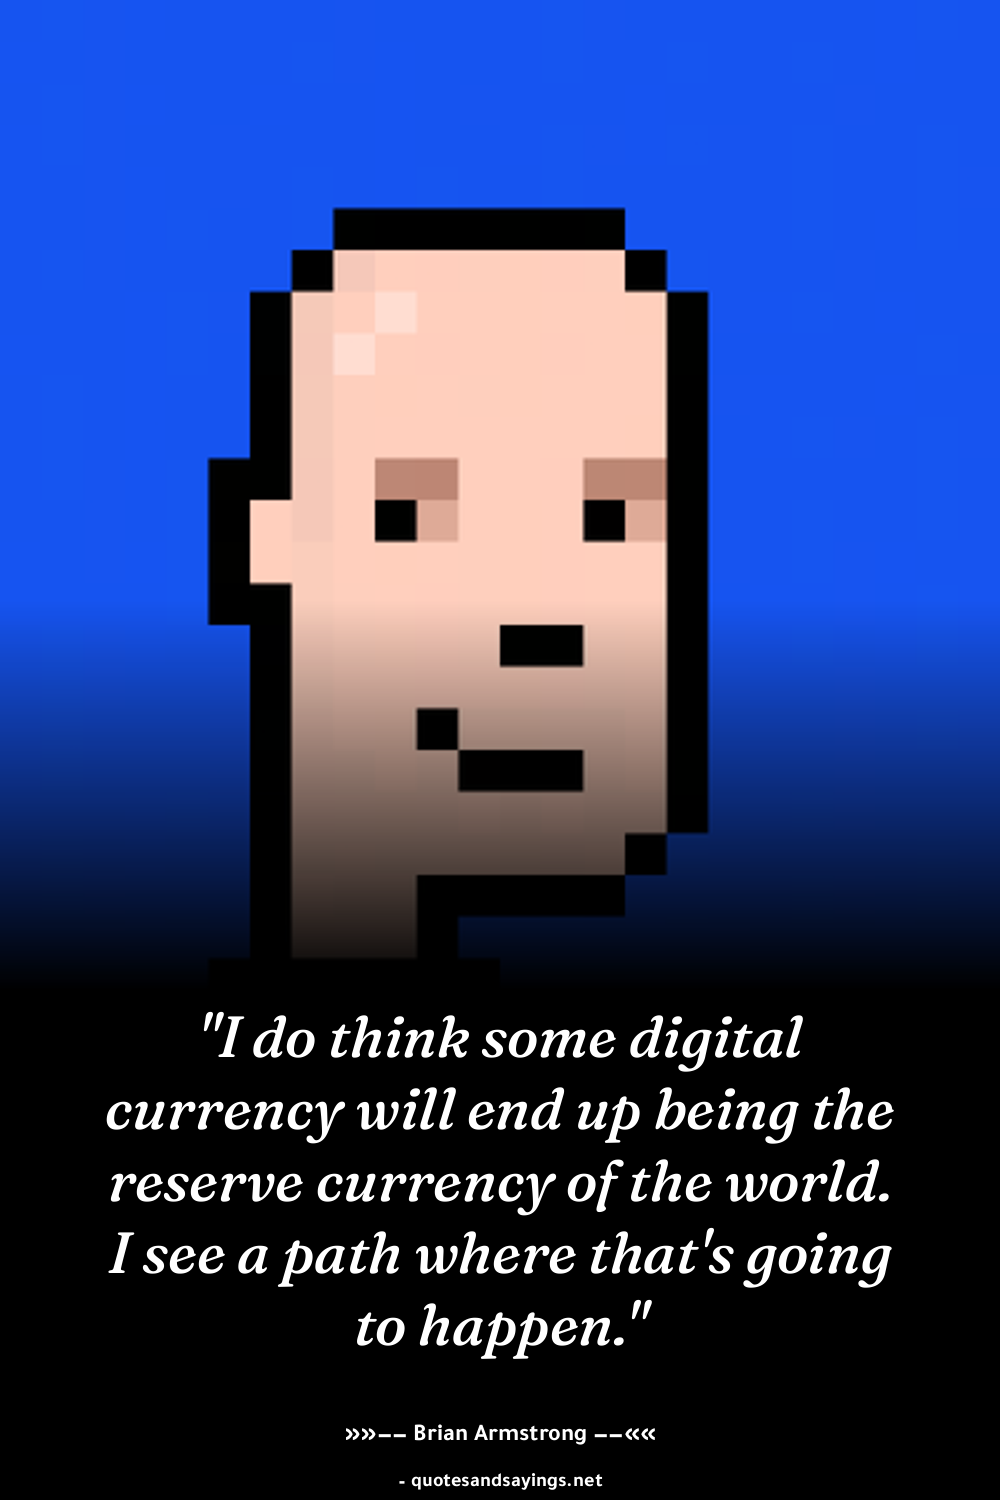 "I do think some digital
currency will end up being the
reserve currency of the world.
I see a path where that's going
to happen."
»»–– Brian Armstrong ––««
- quotesandsayings.net